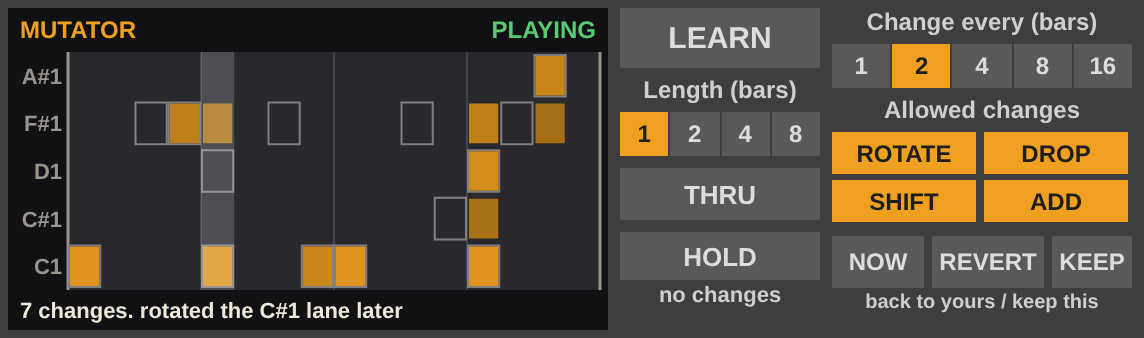 MUTATOR PLAYING
A#1
F#1
D1
C#1
C1
7 changes. rotated the C#1 lane later
LEARN
Length (bars)
1 2 4 8
THRU
HOLD
no changes
Change every (bars)
1 2 4 8 16
Allowed changes
ROTATE DROP
SHIFT ADD
NOW REVERT KEEP
back to yours / keep this